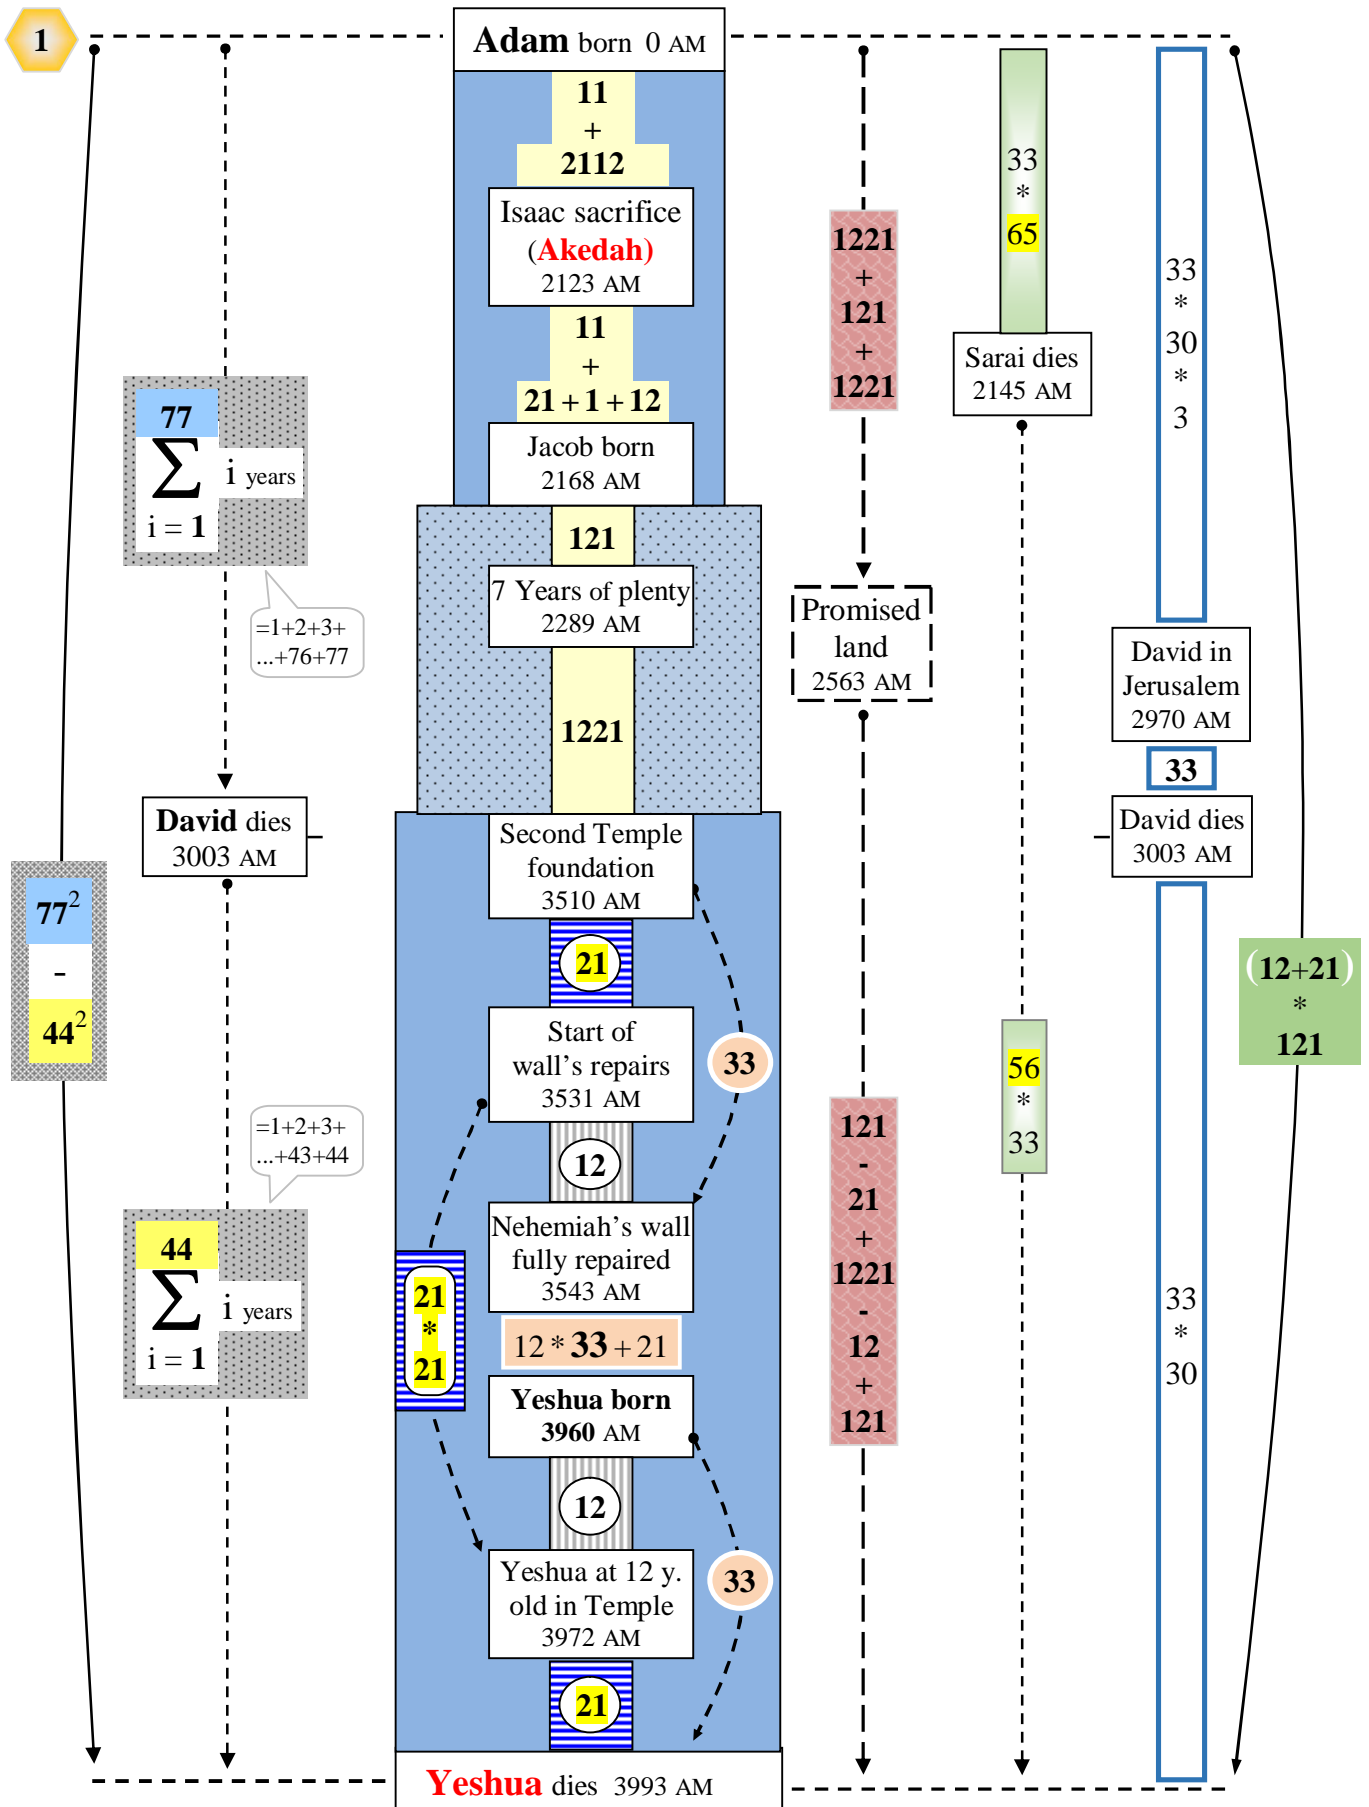 1
Adam born 0 AM
11
+
2112
Isaac sacrifice
(Akedah)
2123 AM
11
+
21 + 1 + 12
Jacob born
2168 AM
121
7 Years of plenty
2289 AM
1221
Second Temple
foundation
3510 AM
21
Start of
wall's repairs
3531 AM
33
12
Nehemiah's wall
fully repaired
3543 AM
21
*
21
12 * 33 + 21
Yeshua born
3960 AM
12
Yeshua at 12 y.
old in Temple
3972 AM
33
21
Yeshua dies 3993 AM
77²
-
44²
77
∑ i years
i = 1
=1+2+3+
...+76+77
David dies
3003 AM
=1+2+3+
...+43+44
44
∑ i years
i = 1
1221
+
121
+
1221
Promised
land
2563 AM
121
-
21
+
1221
-
12
+
121
33
*
65
Sarai dies
2145 AM
56
*
33
33
*
30
*
3
David in
Jerusalem
2970 AM
33
David dies
3003 AM
33
*
30
(12+21)
*
121